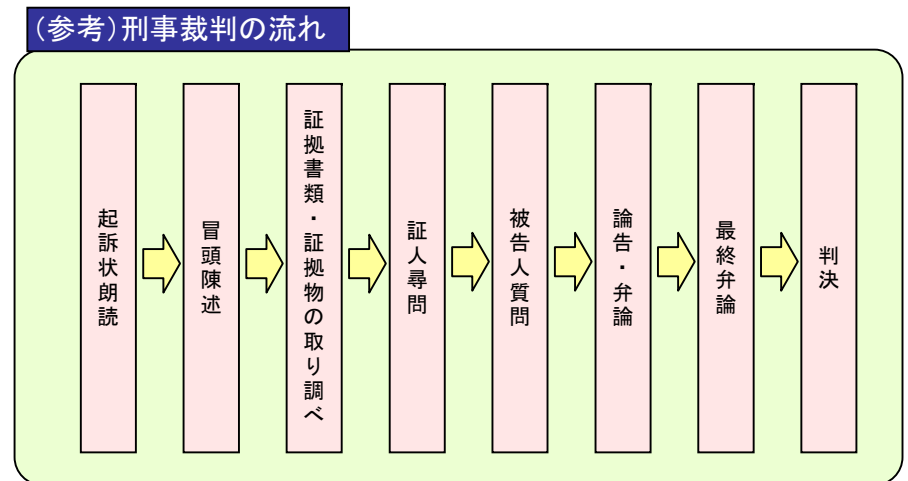 (参考)刑事裁判の流れ
起訴状朗読
冒頭陳述
証拠書類・証拠物の取り調べ
証人尋問
被告人質問
論告・弁論
最終弁論
判決